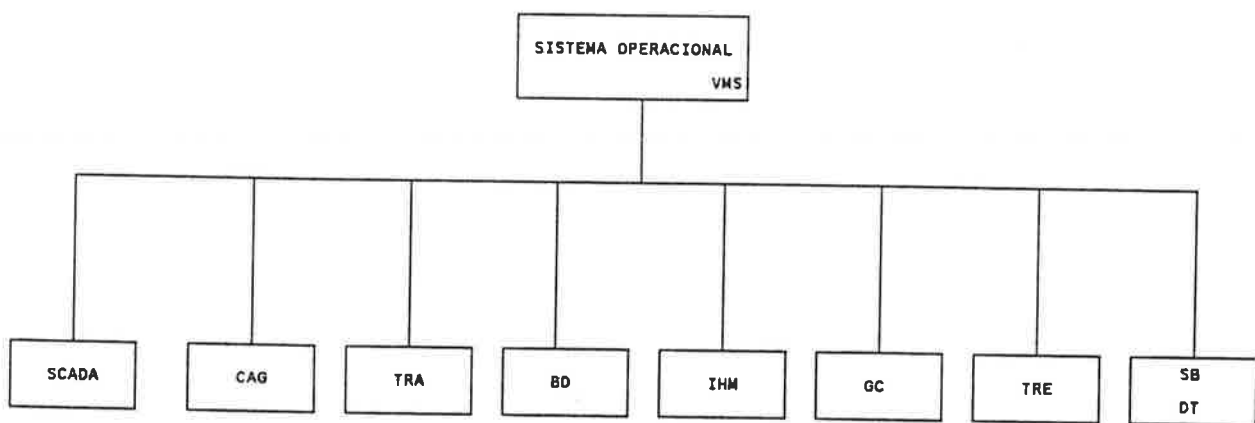 SISTEMA OPERACIONAL
VMS
SCADA
CAG
TRA
BD
IHM
GC
TRE
SB
DT